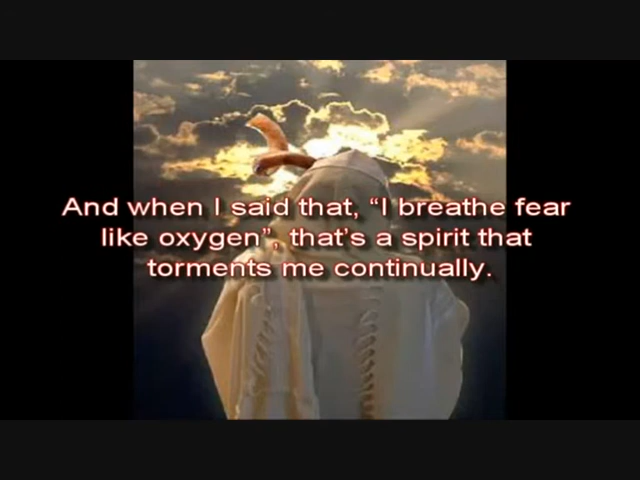 And when I said that, “I breathe fear
like oxygen”, that’s a spirit that
torments me continually.